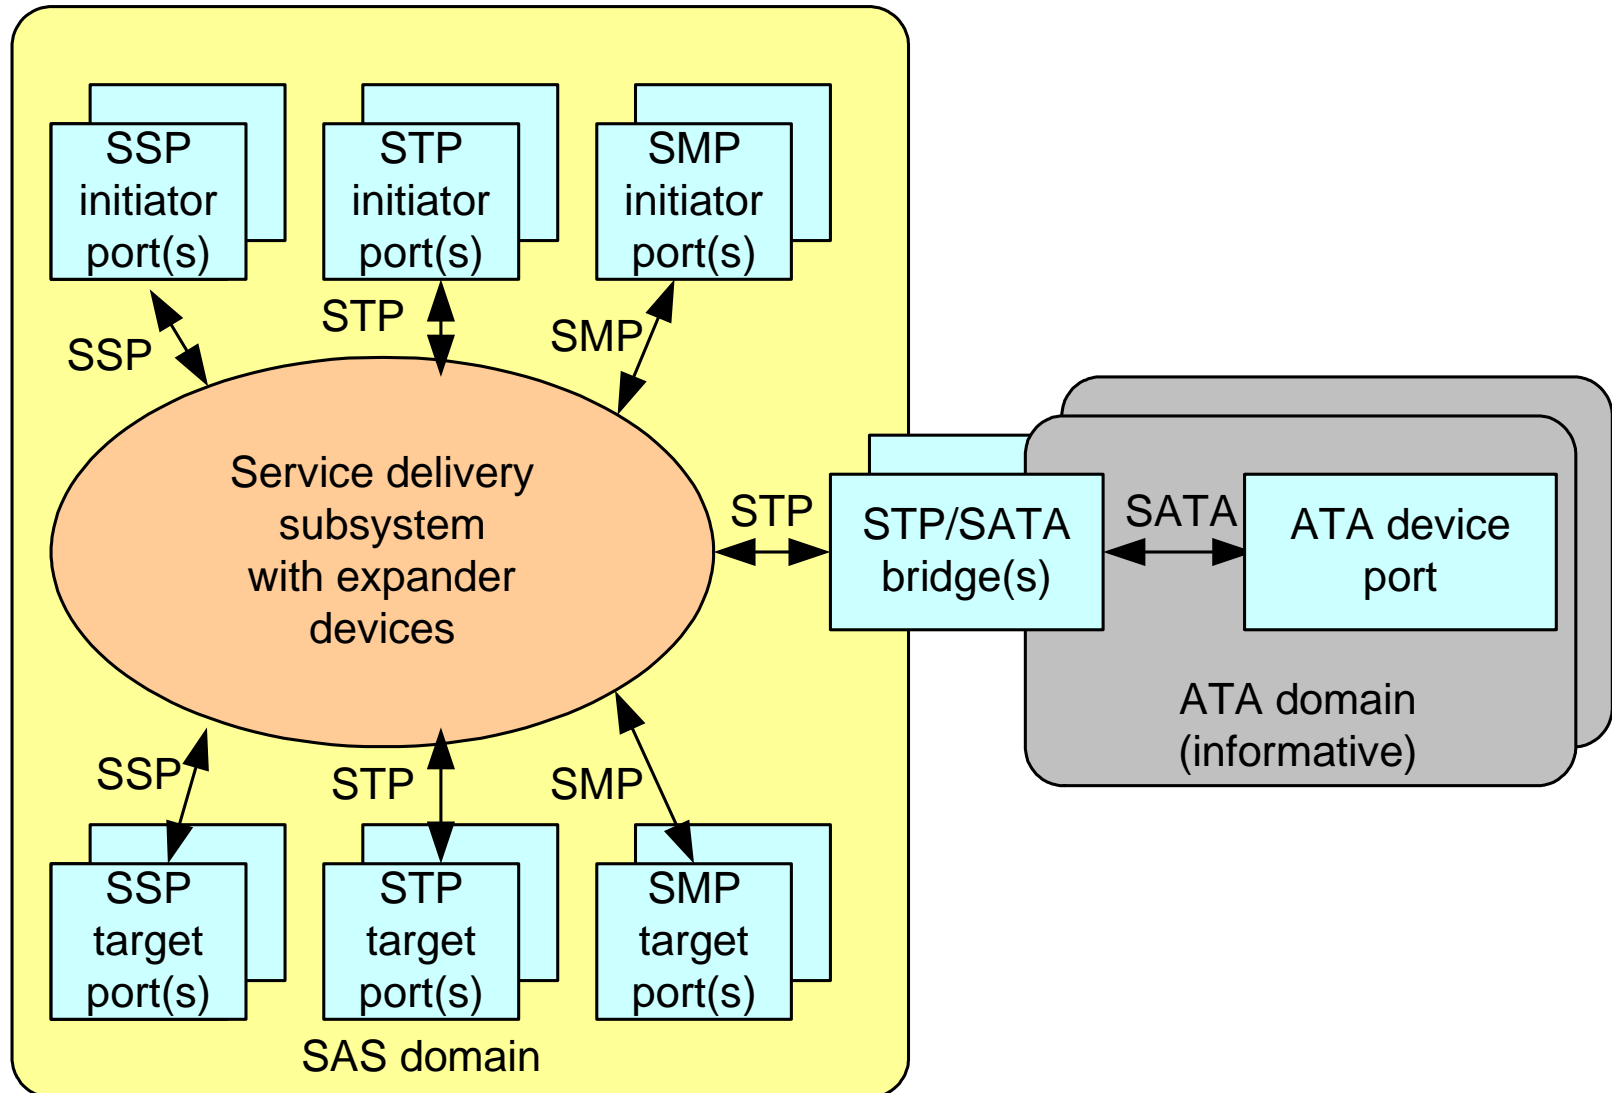 SSP
initiator
port(s)
STP
initiator
port(s)
SMP
initiator
port(s)
SSP
STP
SMP
Service delivery
subsystem
with expander
devices
STP
STP/SATA
bridge(s)
SATA
ATA device
port
ATA domain
(informative)
SSP
STP
SMP
SSP
target
port(s)
STP
target
port(s)
SMP
target
port(s)
SAS domain